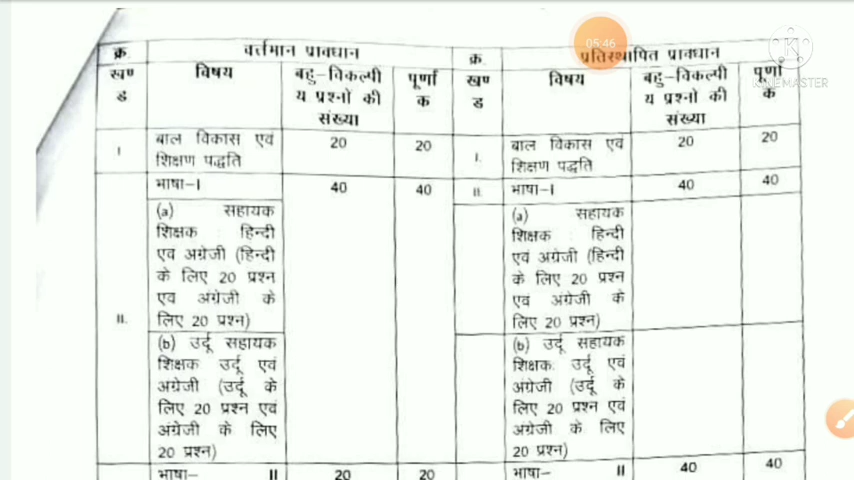 05:46
KINEMASTER
क्र वर्त्तमान प्रावधान क्र. प्रतिस्थापित प्रावधान
खण्ड विषय बहु-विकल्पीय प्रश्नों की संख्या पूर्णांक खण्ड विषय बहु-विकल्पीय प्रश्नों की संख्या पूर्णांक
I बाल विकास एवं 20 20 I. बाल विकास एवं 20 20
शिक्षण पद्धति शिक्षण पद्धति
भाषा-I 40 40 II. भाषा-I 40 40
(a) सहायक (a) सहायक
शिक्षक : हिन्दी शिक्षक : हिन्दी
एवं अंग्रेजी (हिन्दी एवं अंग्रेजी (हिन्दी
के लिए 20 प्रश्न के लिए 20 प्रश्न
एव अंग्रेजी के एवं अंग्रेजी के
II. लिए 20 प्रश्न) लिए 20 प्रश्न)
(b) उर्दू सहायक (b) उर्दू सहायक
शिक्षक उर्दू एवं शिक्षक: उर्दू एवं
अंग्रेजी (उर्दू के अंग्रेजी (उर्दू के
लिए 20 प्रश्न एवं लिए 20 प्रश्न एवं
अंग्रेजी के लिए अंग्रेजी के लिए
20 प्रश्न) 20 प्रश्न)
भाषा- II 20 20 भाषा- II 40 40